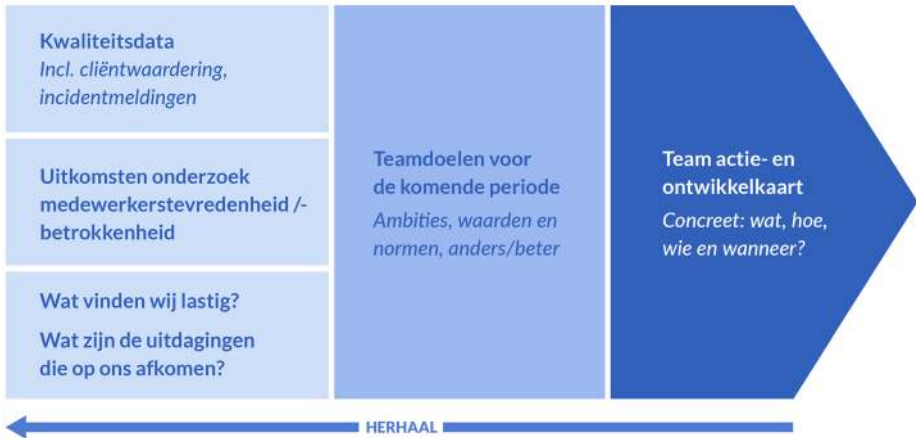 Kwaliteitsdata
Incl. cliëntwaardering,
incidentmeldingen
Uitkomsten onderzoek
medewerkerstevredenheid /-
betrokkenheid
Wat vinden wij lastig?
Wat zijn de uitdagingen
die op ons afkomen?
Teamdoelen voor
de komende periode
Ambities, waarden en
normen, anders/beter
Team actie- en
ontwikkelkaart
Concreet: wat, hoe,
wie en wanneer?
HERHAAL